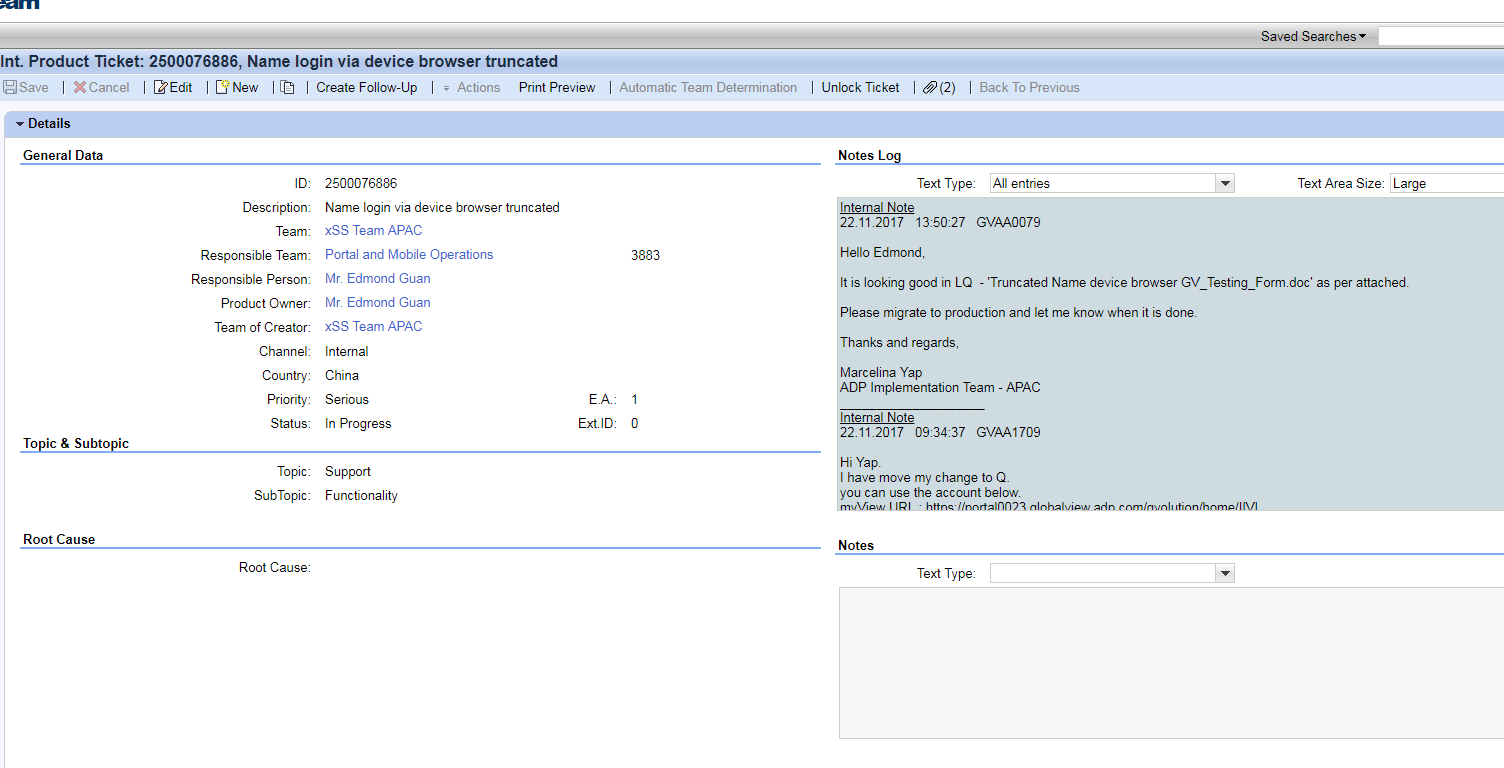 Saved Searches
Int. Product Ticket: 2500076886, Name login via device browser truncated
Save | Cancel | Edit | New | | Create Follow-Up | Actions Print Preview | Automatic Team Determination | Unlock Ticket | (2) | Back To Previous
Details
General Data
ID: 2500076886
Description: Name login via device browser truncated
Team: xSS Team APAC
Responsible Team: Portal and Mobile Operations 3883
Responsible Person: Mr. Edmond Guan
Product Owner: Mr. Edmond Guan
Team of Creator: xSS Team APAC
Channel: Internal
Country: China
Priority: Serious E.A.: 1
Status: In Progress Ext.ID: 0
Topic & Subtopic
Topic: Support
SubTopic: Functionality
Root Cause
Root Cause:
Notes Log
Text Type: All entries Text Area Size: Large
Internal Note
22.11.2017 13:50:27 GVAA0079
Hello Edmond,
It is looking good in LQ - 'Truncated Name device browser GV_Testing_Form.doc' as per attached.
Please migrate to production and let me know when it is done.
Thanks and regards,
Marcelina Yap
ADP Implementation Team - APAC
____________________
Internal Note
22.11.2017 09:34:37 GVAA1709
Hi Yap.
I have move my change to Q.
you can use the account below.
myView URL : https://portal0023.globalview.adp.com/gvolution/home/
Notes
Text Type: